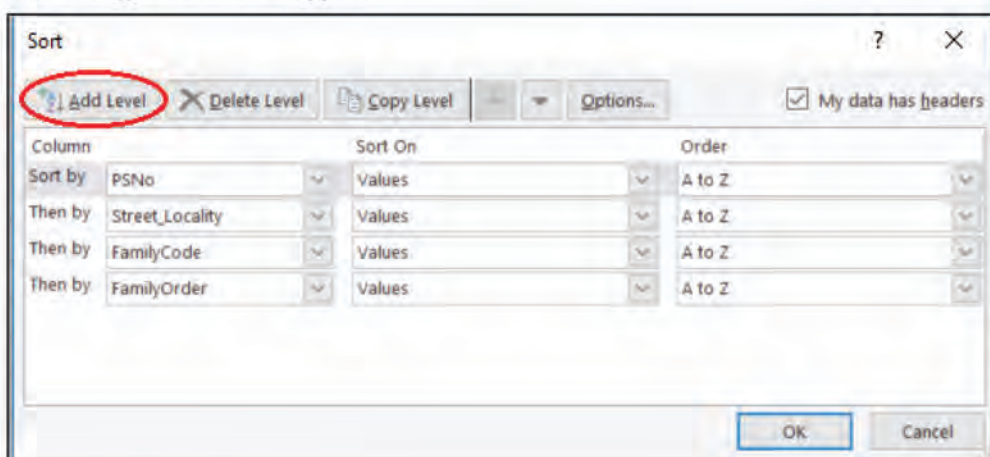 Sort ? X
Add Level Delete Level Copy Level Options... My data has headers
Column Sort On Order
Sort by PSNo Values A to Z
Then by Street_Locality Values A to Z
Then by FamilyCode Values A to Z
Then by FamilyOrder Values A to Z
OK Cancel